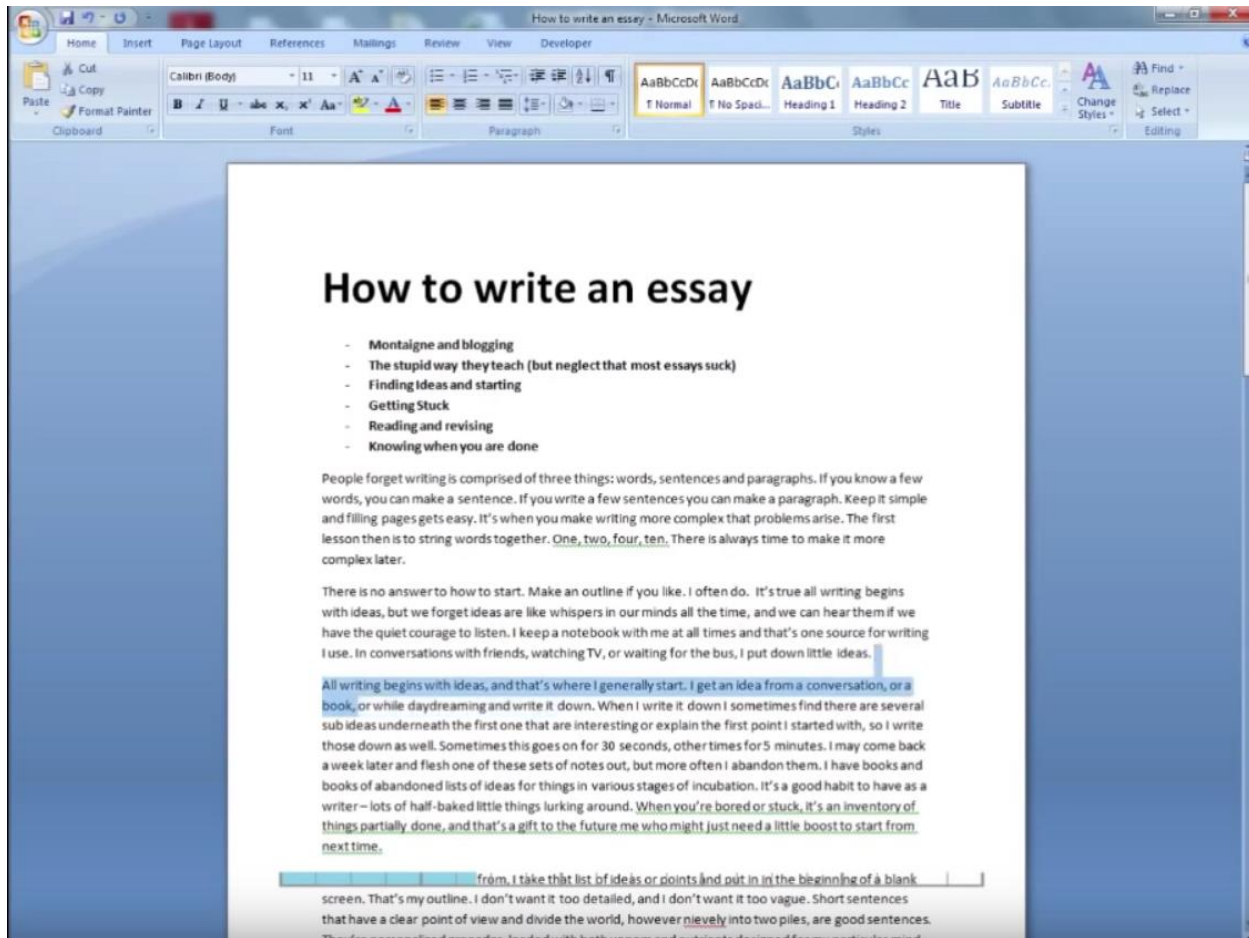 How to write an essay - Microsoft Word
Home Insert Page Layout References Mailings Review View Developer
Cut
Copy
Format Painter
Paste
Clipboard
Calibri (Body) 11
Font
Paragraph
AaBbCcDc AaBbCcDc AaBbC AaBbCc AaB AaBbCc.
¶ Normal ¶ No Spaci... Heading 1 Heading 2 Title Subtitle
Change Styles
Styles
Find
Replace
Select
Editing
How to write an essay
- Montaigne and blogging
- The stupid way they teach (but neglect that most essays suck)
- Finding Ideas and starting
- Getting Stuck
- Reading and revising
- Knowing when you are done
People forget writing is comprised of three things: words, sentences and paragraphs. If you know a few
words, you can make a sentence. If you write a few sentences you can make a paragraph. Keep it simple
and filling pages gets easy. It's when you make writing more complex that problems arise. The first
lesson then is to string words together. One, two, four, ten. There is always time to make it more
complex later.
There is no answer to how to start. Make an outline if you like. I often do. It's true all writing begins
with ideas, but we forget ideas are like whispers in our minds all the time, and we can hear them if we
have the quiet courage to listen. I keep a notebook with me at all times and that's one source for writing
I use. In conversations with friends, watching TV, or waiting for the bus, I put down little ideas.
All writing begins with ideas, and that's where I generally start. I get an idea from a conversation, or a
book, or while daydreaming and write it down. When I write it down I sometimes find there are several
sub ideas underneath the first one that are interesting or explain the first point I started with, so I write
those down as well. Sometimes this goes on for 30 seconds, other times for 5 minutes. I may come back
a week later and flesh one of these sets of notes out, but more often I abandon them. I have books and
books of abandoned lists of ideas for things in various stages of incubation. It's a good habit to have as a
writer – lots of half-baked little things lurking around. When you're bored or stuck, it's an inventory of
things partially done, and that's a gift to the future me who might just need a little boost to start from
next time.
from, I take that list of ideas or points and put in in the beginning of a blank
screen. That's my outline. I don't want it too detailed, and I don't want it too vague. Short sentences
that have a clear point of view and divide the world, however nievely into two piles, are good sentences.